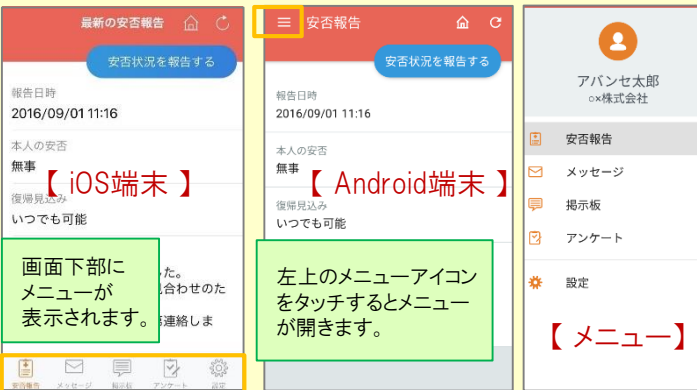 最新の安否報告
安否状況を報告する
報告日時
2016/09/01 11:16
本人の安否
無事
【 iOS端末 】
復帰見込み
いつでも可能
画面下部に
メニューが
表示されます。
た。
合わせのた
連絡しま
安否報告
メッセージ
掲示板
アンケート
設定
安否報告
安否状況を報告する
報告日時
2016/09/01 11:16
本人の安否
無事
【 Android端末 】
復帰見込み
いつでも可能
左上のメニューアイコン
をタッチするとメニュー
が開きます。
アバンセ太郎
○×株式会社
安否報告
メッセージ
掲示板
アンケート
設定
【 メニュー】